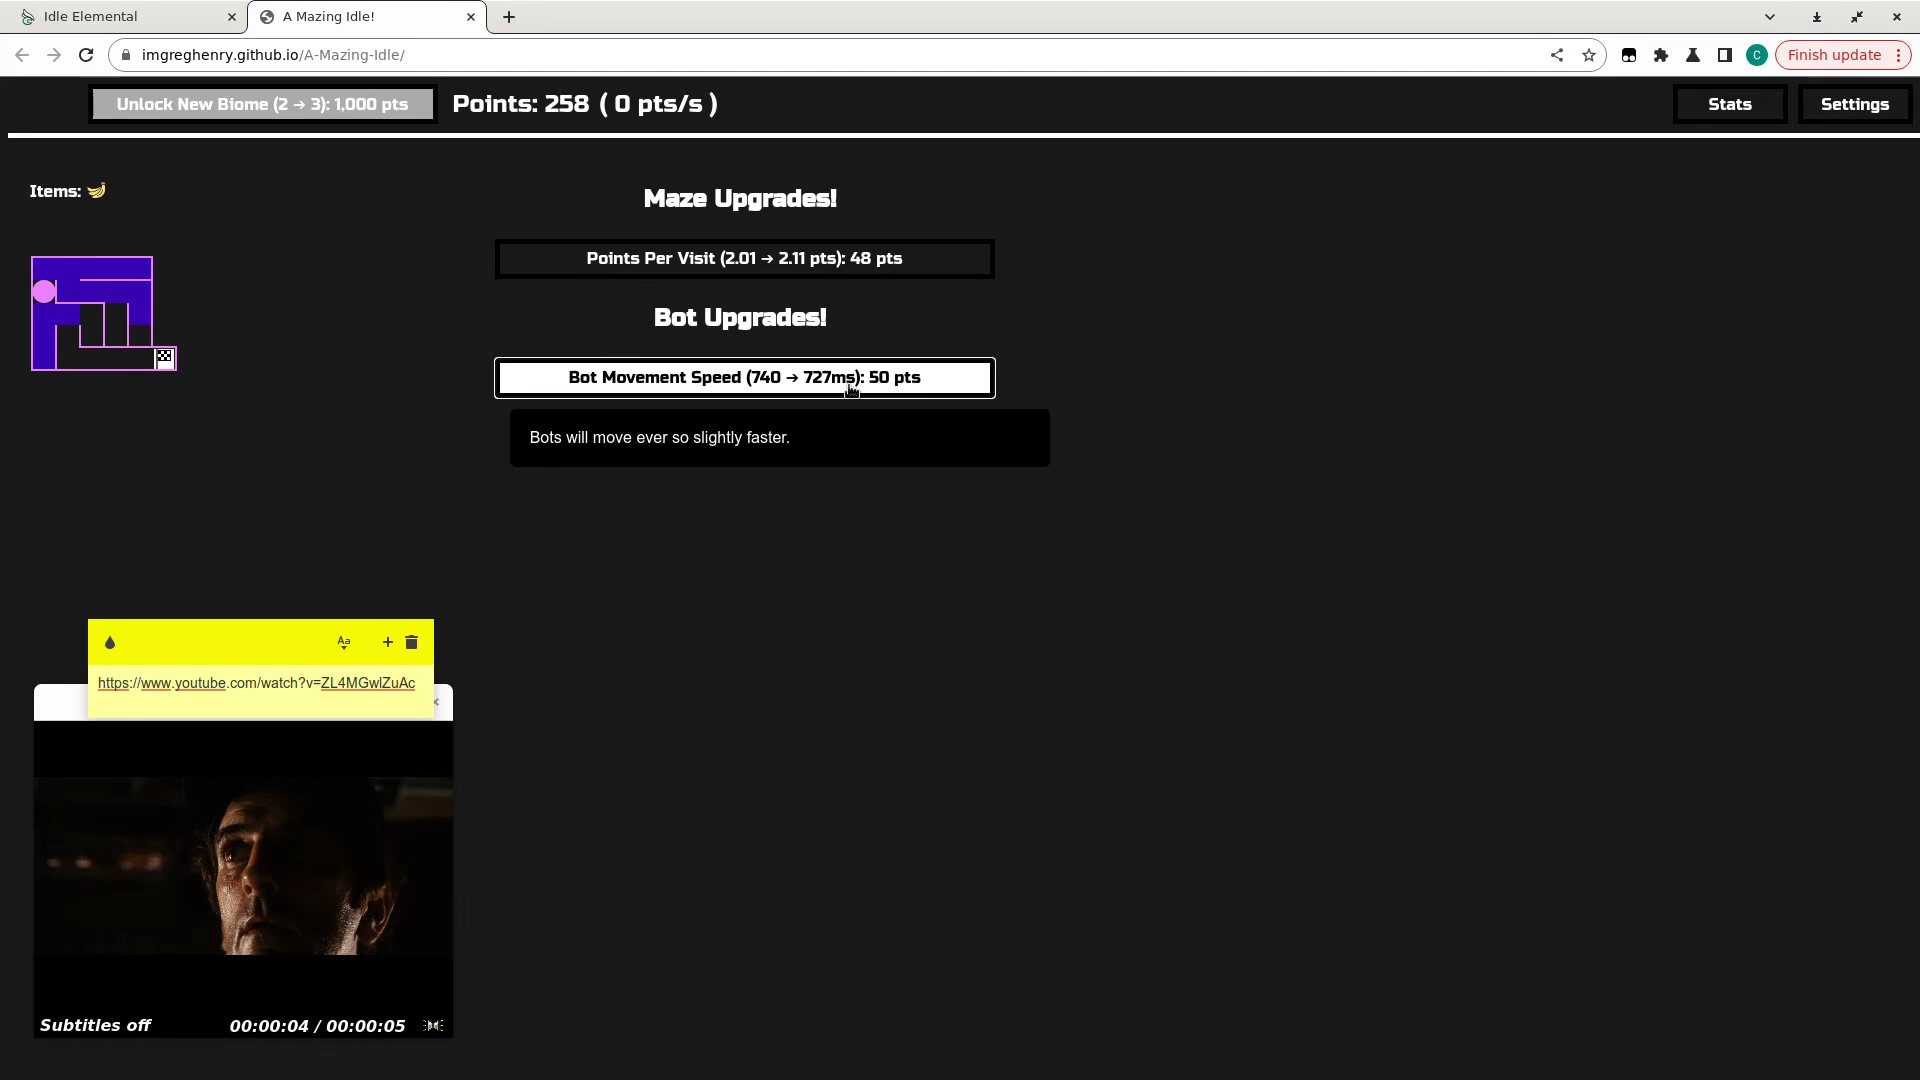 Idle Elemental
A Mazing Idle!
imgreghenry.github.io/A-Mazing-Idle/
C
Finish update
Unlock New Biome (2 → 3): 1,000 pts
Points: 258 ( 0 pts/s )
Stats
Settings
Items:
Maze Upgrades!
Points Per Visit (2.01 → 2.11 pts): 48 pts
Bot Upgrades!
Bot Movement Speed (740 → 727ms): 50 pts
Bots will move ever so slightly faster.
Aa
https://www.youtube.com/watch?v=ZL4MGwlZuAc
Subtitles off
00:00:04 / 00:00:05